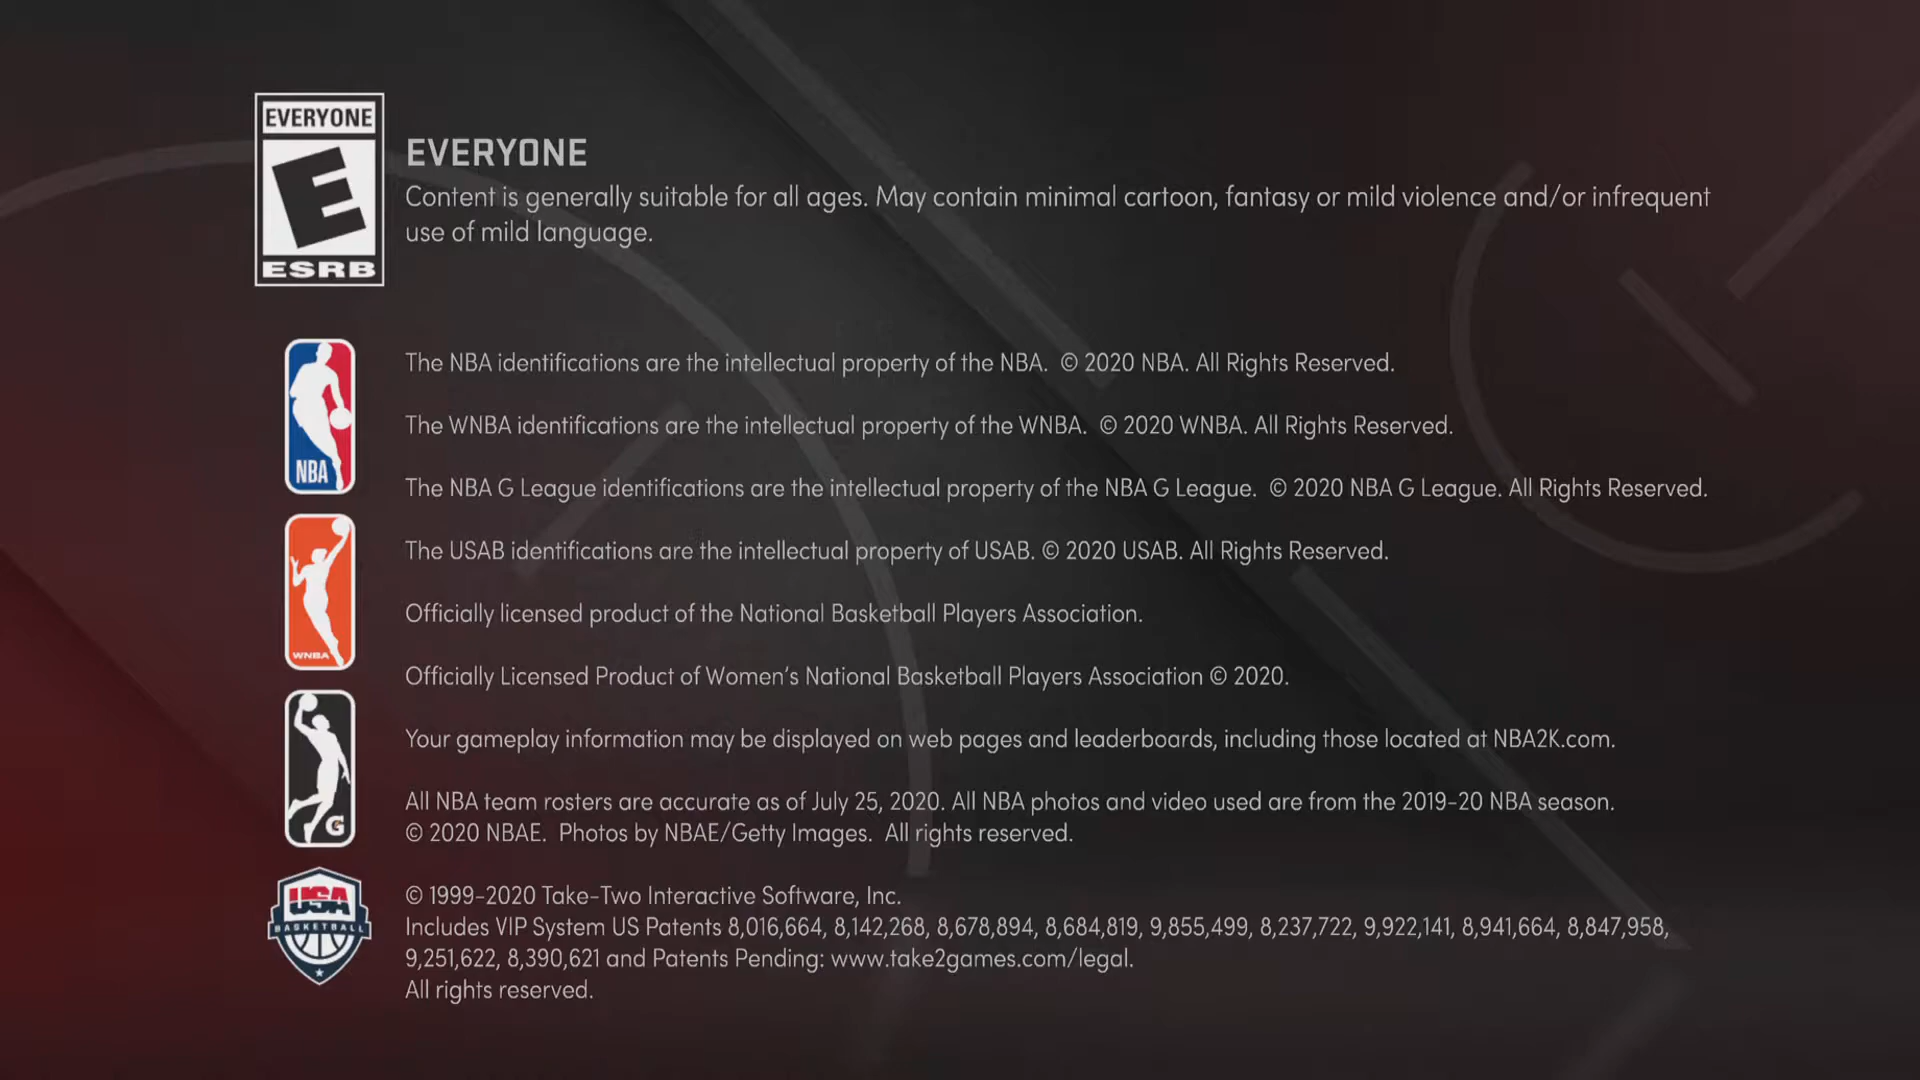 EVERYONE
ESRB
EVERYONE
Content is generally suitable for all ages. May contain minimal cartoon, fantasy or mild violence and/or infrequent
use of mild language.
NBA
The NBA identifications are the intellectual property of the NBA.  © 2020 NBA. All Rights Reserved.
The WNBA identifications are the intellectual property of the WNBA.  © 2020 WNBA. All Rights Reserved.
The NBA G League identifications are the intellectual property of the NBA G League.  © 2020 NBA G League. All Rights Reserved.
WNBA
The USAB identifications are the intellectual property of USAB. © 2020 USAB. All Rights Reserved.
Officially licensed product of the National Basketball Players Association.
Officially Licensed Product of Women's National Basketball Players Association © 2020.
G
Your gameplay information may be displayed on web pages and leaderboards, including those located at NBA2K.com.
All NBA team rosters are accurate as of July 25, 2020. All NBA photos and video used are from the 2019-20 NBA season.
© 2020 NBAE.  Photos by NBAE/Getty Images.  All rights reserved.
USA
BASKETBALL
© 1999-2020 Take-Two Interactive Software, Inc.
Includes VIP System US Patents 8,016,664, 8,142,268, 8,678,894, 8,684,819, 9,855,499, 8,237,722, 9,922,141, 8,941,664, 8,847,958,
9,251,622, 8,390,621 and Patents Pending: www.take2games.com/legal.
All rights reserved.